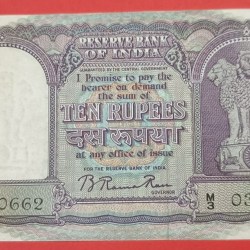 RESERVE BANK
OF INDIA
GUARANTEED BY THE CENTRAL GOVERNMENT
I Promise to pay the
bearer on demand
the sum of
TEN RUPEES
दस रुपया
at any office of issue
FOR THE RESERVE BANK OF INDIA
B. Rama Rau
GOVERNOR
0662 M/3 03